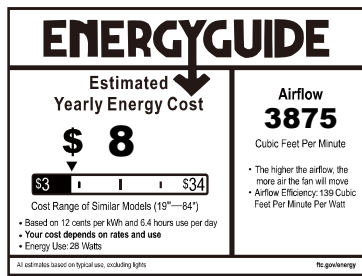 ENERGYGUIDE
Estimated
Yearly Energy Cost
$ 8
$3 $34
Cost Range of Similar Models (19"—84")
• Based on 12 cents per kWh and 6.4 hours use per day
• Your cost depends on rates and use
• Energy Use: 28 Watts
Airflow
3875
Cubic Feet Per Minute
• The higher the airflow, the
more air the fan will move
• Airflow Efficiency: 139 Cubic
Feet Per Minute Per Watt
All estimates based on typical use, excluding lights
ftc.gov/energy